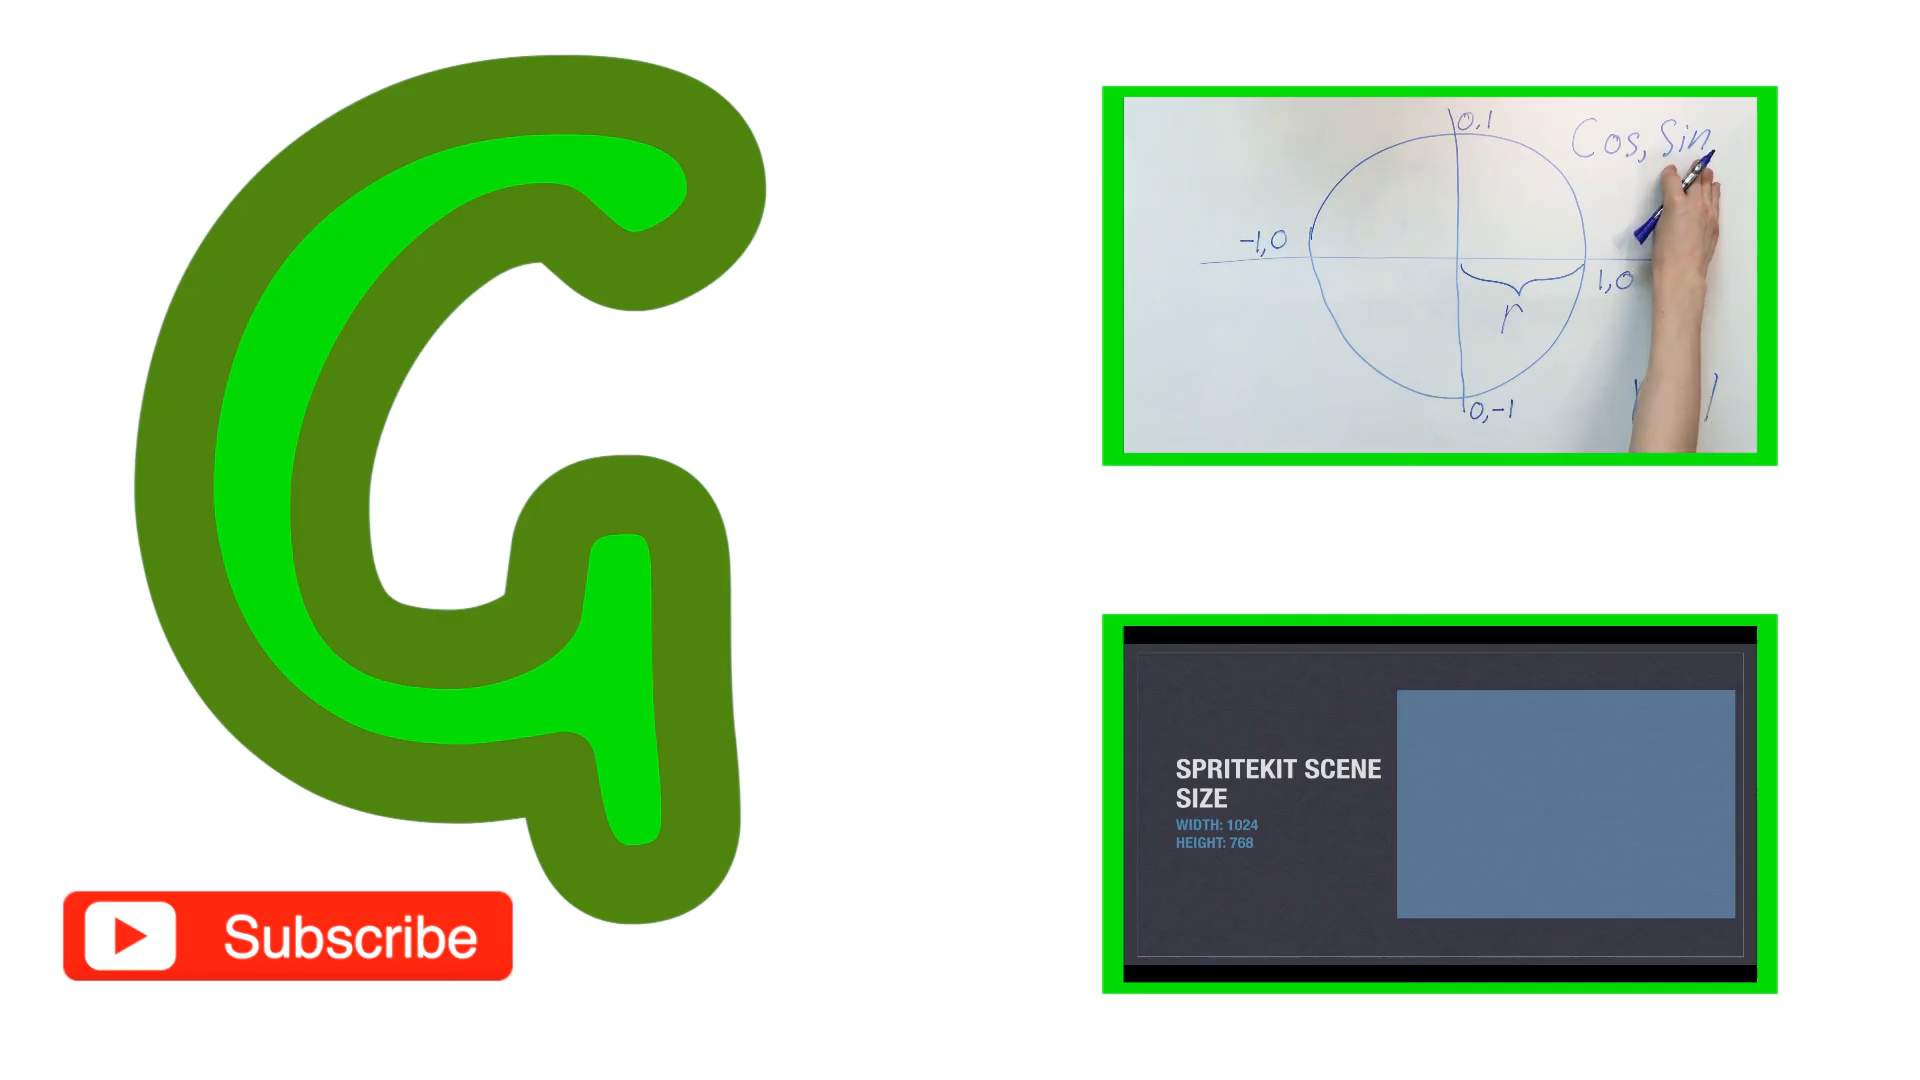 G
Subscribe
0,1
Cos, Sin
-1,0
1,0
r
0,-1
SPRITEKIT SCENE
SIZE
WIDTH: 1024
HEIGHT: 768